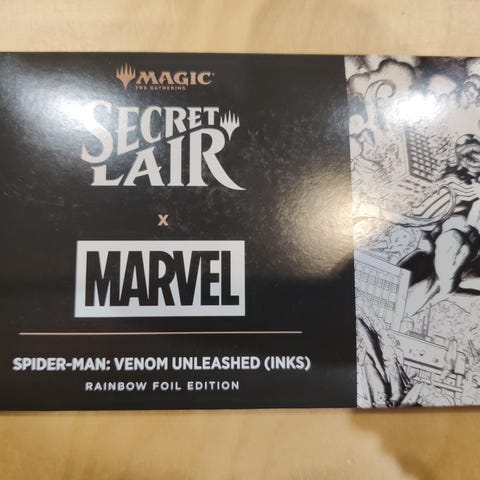 MAGIC
THE GATHERING
SECRET
LAIR
X
MARVEL
SPIDER-MAN: VENOM UNLEASHED (INKS)
RAINBOW FOIL EDITION